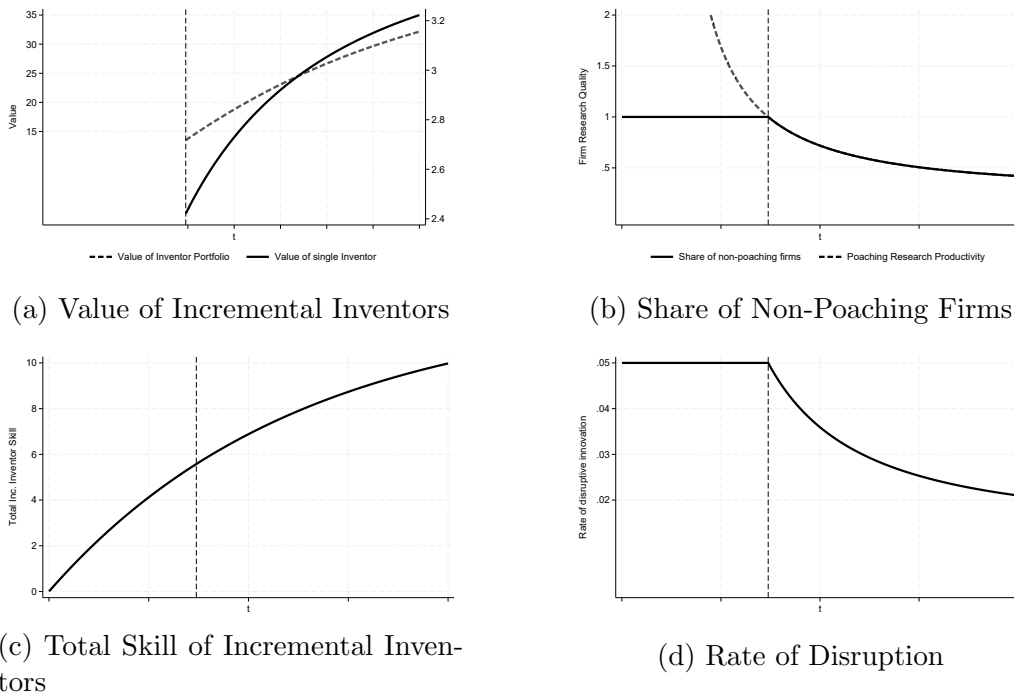 35
30
25
20
15
Value
3.2
3
2.8
2.6
2.4
t
Value of Inventor Portfolio
Value of single Inventor
(a) Value of Incremental Inventors
2
1.5
1
.5
Firm Research Quality
t
Share of non-poaching firms
Poaching Research Productivity
(b) Share of Non-Poaching Firms
10
8
6
4
2
0
Total Inc. Inventor Skill
t
(c) Total Skill of Incremental Inven-
tors
.05
.04
.03
.02
Rate of disruptive innovation
t
(d) Rate of Disruption